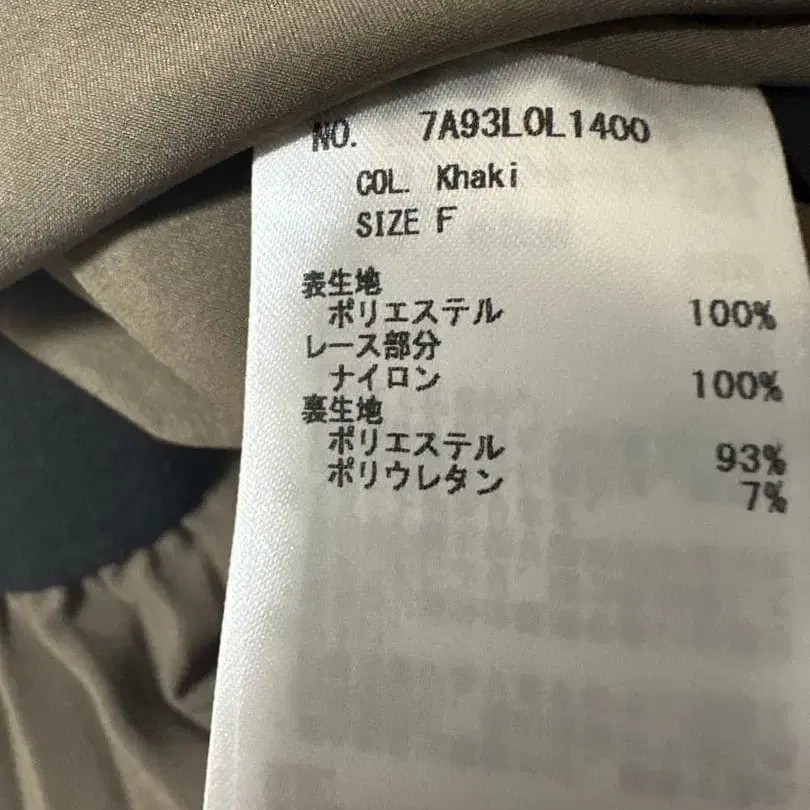 NO. 7A93LOL1400
COL. Khaki
SIZE F
表生地
ポリエステル 100%
レース部分
ナイロン 100%
裏生地
ポリエステル 93%
ポリウレタン 7%